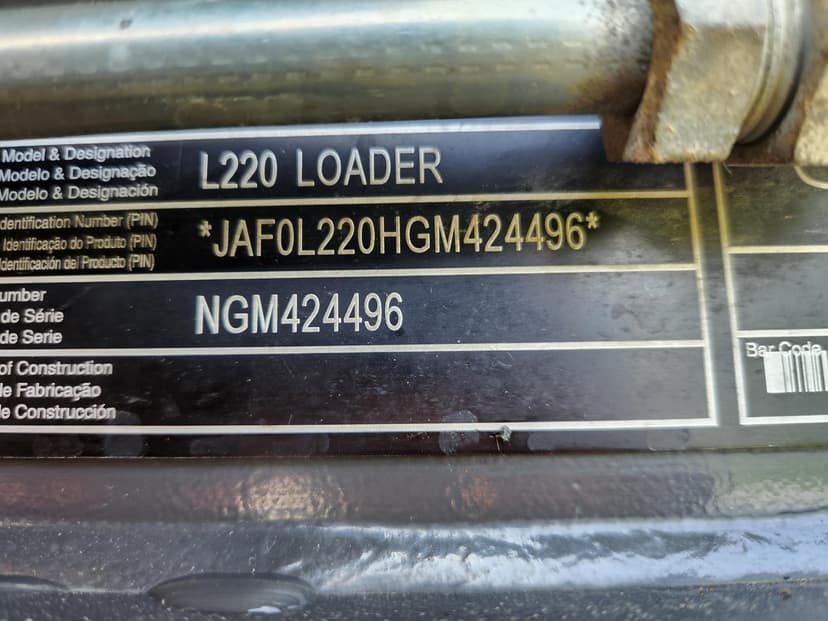 Model & Designation
Modelo & Designação
Modelo & Designación
L220 LOADER
Identification Number (PIN)
Identificação do Produto (PIN)
Identificación del Producto (PIN)
*JAF0L220HGM424496*
umber
de Série
de Serie
NGM424496
of Construction
de Fabricação
de Construcción
Bar Code